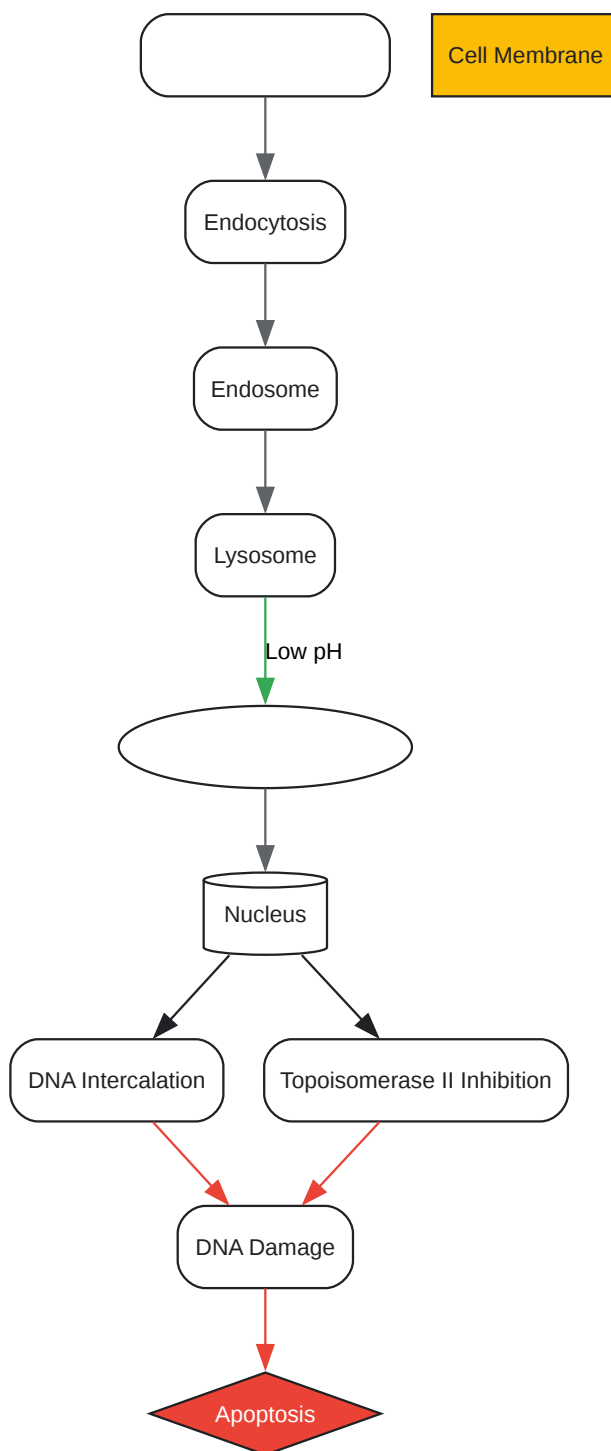 Cell Membrane
Endocytosis
Endosome
Lysosome
Low pH
Nucleus
DNA Intercalation
Topoisomerase II Inhibition
DNA Damage
Apoptosis